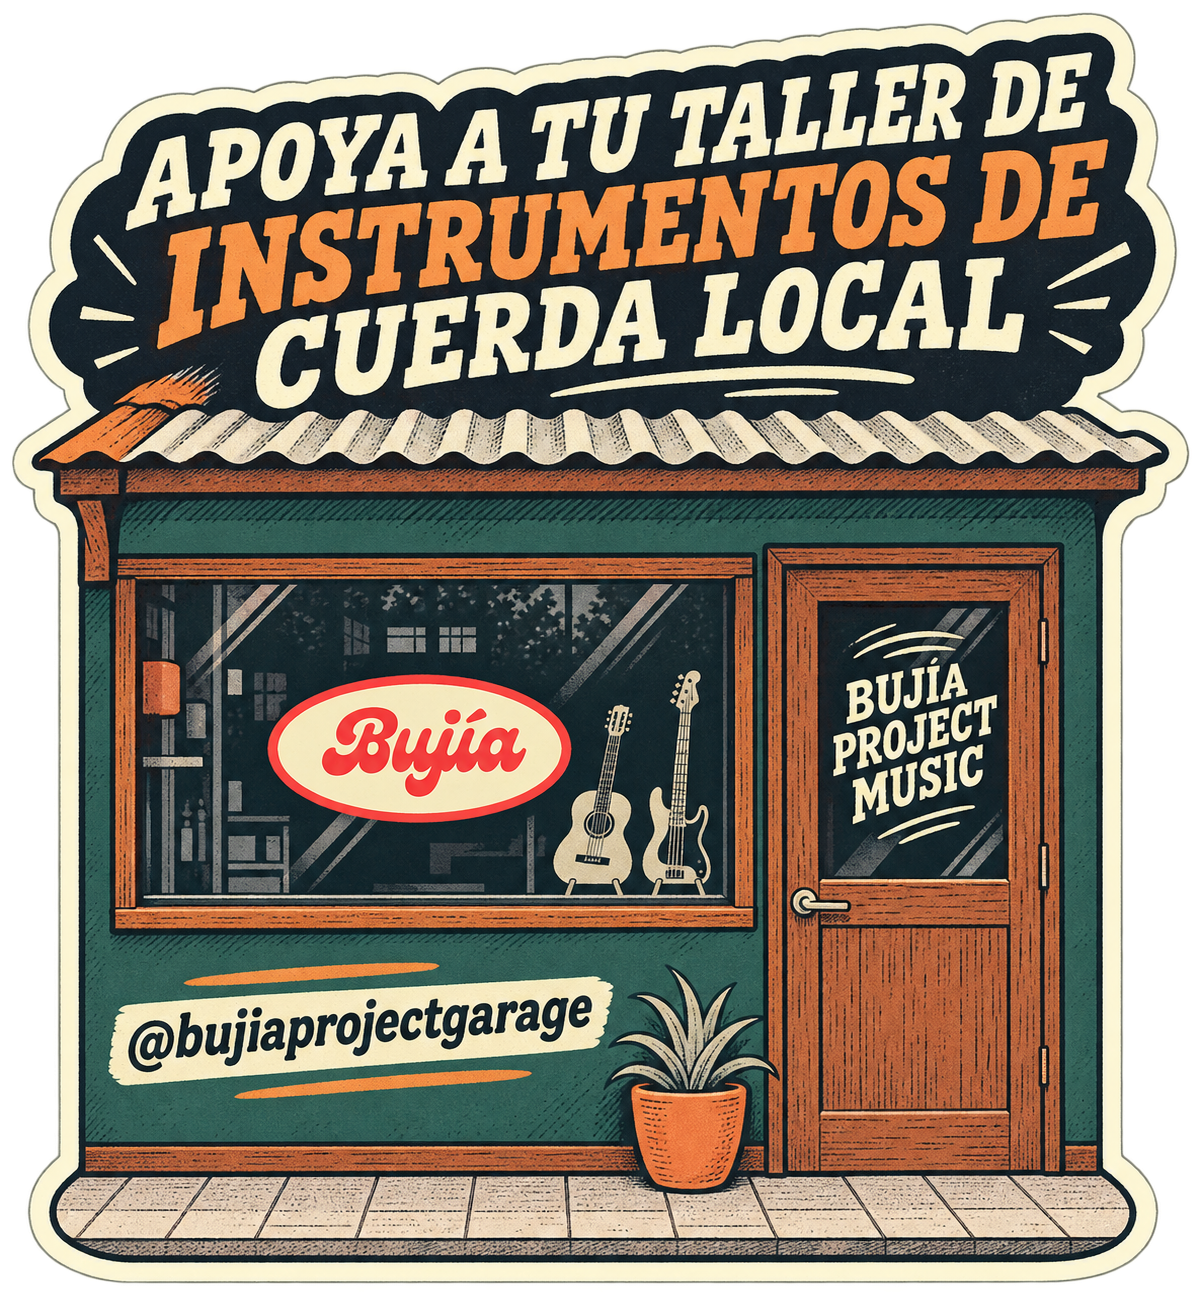 APOYA A TU TALLER DE
INSTRUMENTOS DE
CUERDA LOCAL
Bujía
BUJÍA
PROJECT
MUSIC
@bujiaprojectgarage